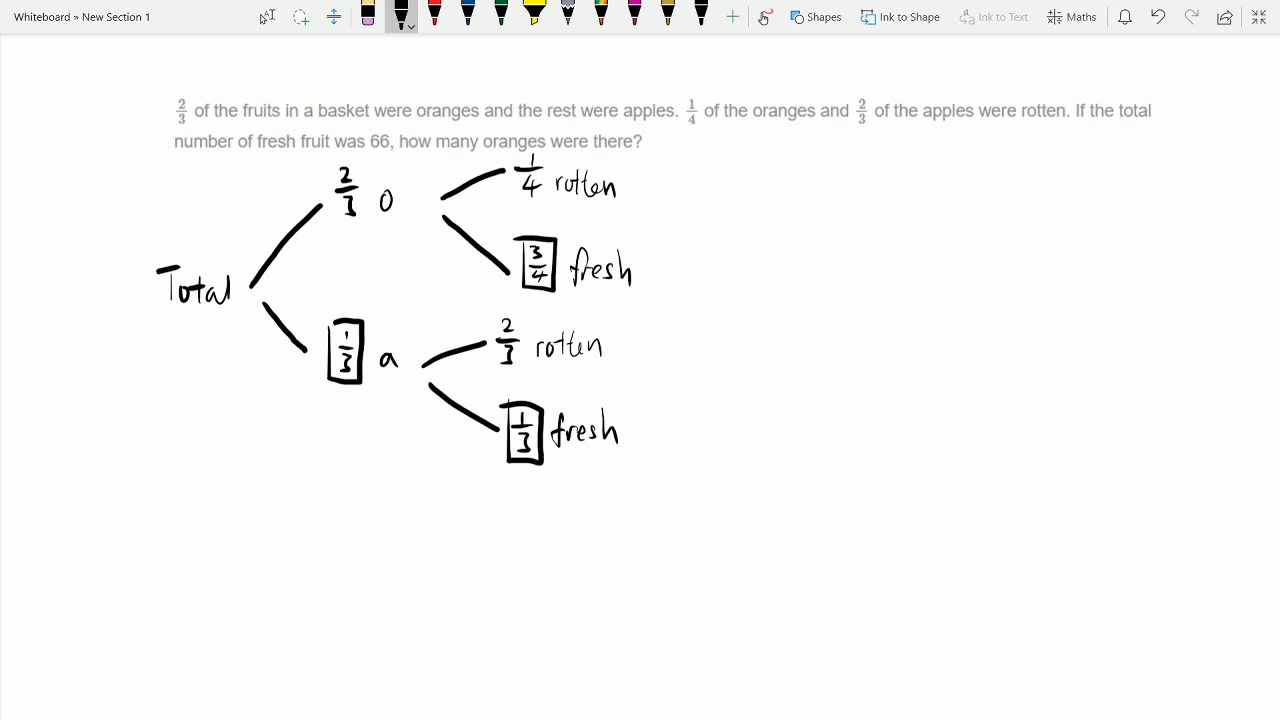 Whiteboard » New Section 1
Shapes Ink to Shape Ink to Text Maths
2/3 of the fruits in a basket were oranges and the rest were apples. 1/4 of the oranges and 2/3 of the apples were rotten. If the total
number of fresh fruit was 66, how many oranges were there?
2/3 o
1/4 rotten
3/4 fresh
Total
1/3 a
2/3 rotten
1/3 fresh